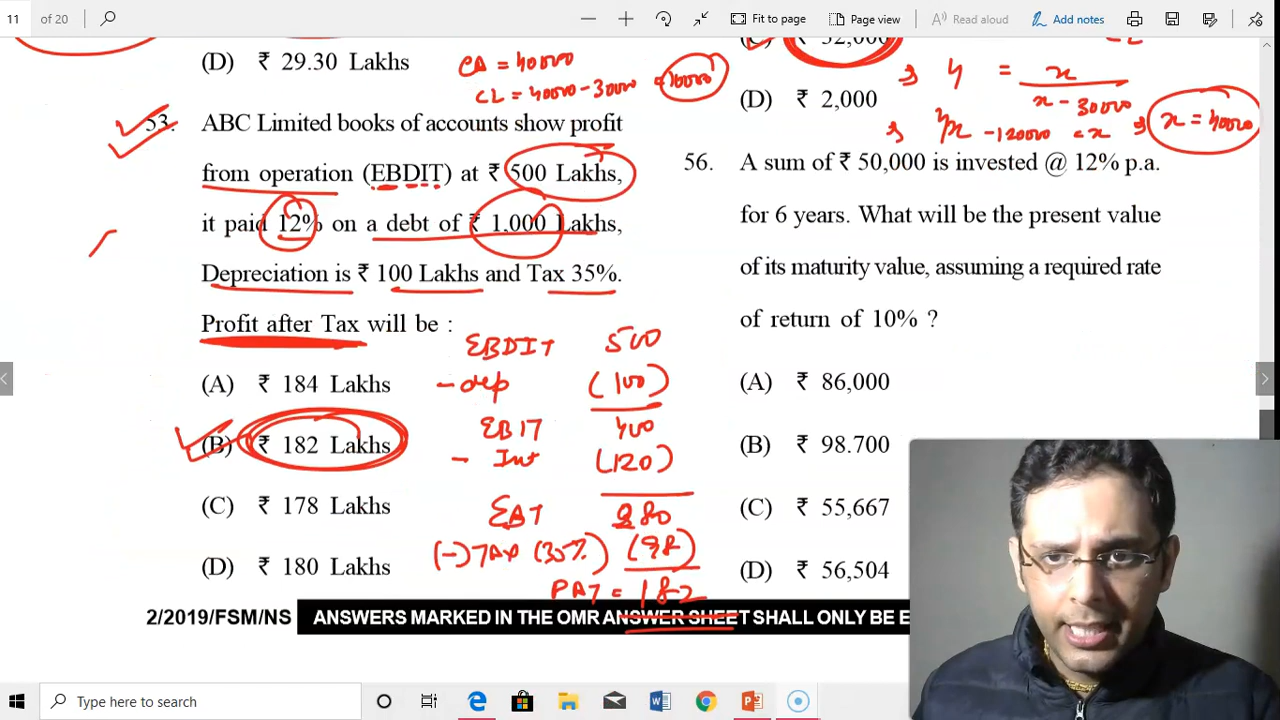 11 of 20
Fit to page
Page view
Read aloud
Add notes
(D) ₹ 29.30 Lakhs
CA = 40000
CL = 40000 - 30000 = 10000
53. ABC Limited books of accounts show profit
from operation (EBDIT) at ₹ 500 Lakhs,
it paid 12% on a debt of ₹ 1,000 Lakhs,
Depreciation is ₹ 100 Lakhs and Tax 35%.
Profit after Tax will be :
(A) ₹ 184 Lakhs
(B) ₹ 182 Lakhs
(C) ₹ 178 Lakhs
(D) ₹ 180 Lakhs
EBDIT 500
- dep (100)
EBIT 400
- Int (120)
EBT 280
(-) Tax (35%) (98)
PAT = 182
32,000
(D) ₹ 2,000
4 = x
x - 30000
4x - 120000 = x
x = 40000
56. A sum of ₹ 50,000 is invested @ 12% p.a.
for 6 years. What will be the present value
of its maturity value, assuming a required rate
of return of 10% ?
(A) ₹ 86,000
(B) ₹ 98.700
(C) ₹ 55,667
(D) ₹ 56,504
2/2019/FSM/NS ANSWERS MARKED IN THE OMR ANSWER SHEET SHALL ONLY BE E
Type here to search